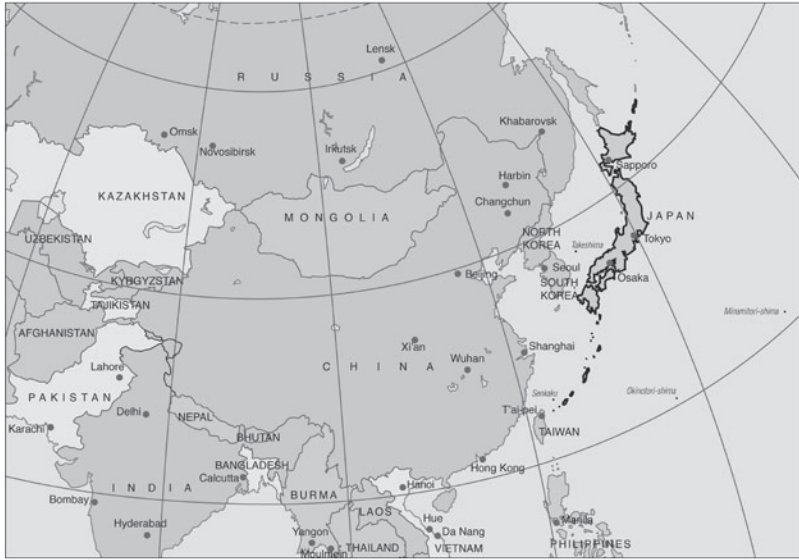 Lensk
R U S S I A
Khabarovsk
Omsk
Novosibirsk
Irkutsk
Sapporo
Harbin
KAZAKHSTAN
Changchun
MONGOLIA
JAPAN
NORTH
KOREA
Takeshima
Tokyo
UZBEKISTAN
Seoul
Beijing
Osaka
KYBGYZSTAN
SOUTH
KOREA
TAJIKISTAN
Minamitori-shima
AFGHANISTAN
Xi'an
Shanghai
Wuhan
Lahore
C H I N A
Senkaku
Okinotori-shima
PAKISTAN
Delhi
NEPAL
T'ai-pei
Karachi
TAIWAN
BHUTAN
BANGLADESH
Hong Kong
Calcutta
Hanoi
I N D I A
BURMA
Bombay
LAOS
Hyderabad
Hue
Manila
Yangon
Da Nang
Moulmein
THAILAND
VIETNAM
PHILIPPINES